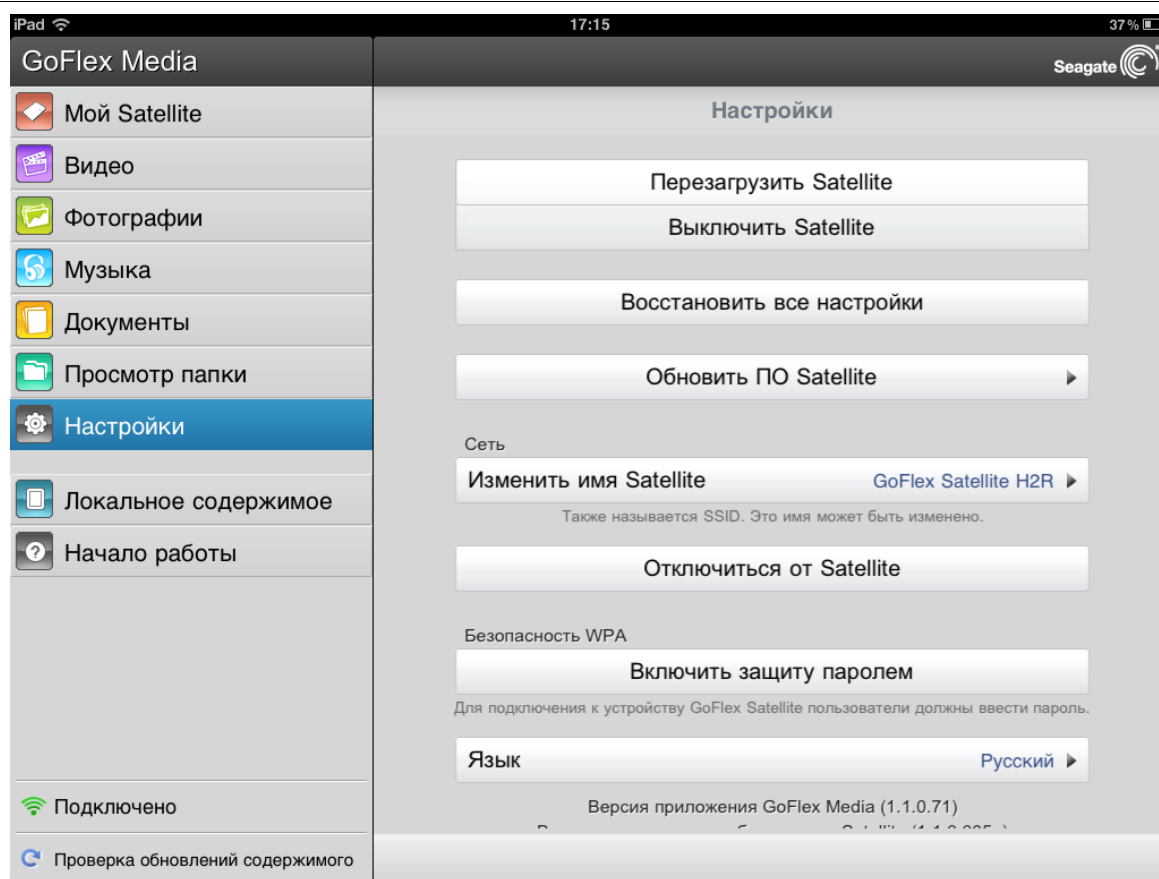 iPad 17:15 37%
GoFlex Media
Seagate
Мой Satellite
Видео
Фотографии
Музыка
Документы
Просмотр папки
Настройки
Локальное содержимое
Начало работы
Подключено
Проверка обновлений содержимого
Настройки
Перезагрузить Satellite
Выключить Satellite
Восстановить все настройки
Обновить ПО Satellite
Сеть
Изменить имя Satellite GoFlex Satellite H2R
Также называется SSID. Это имя может быть изменено.
Отключиться от Satellite
Безопасность WPA
Включить защиту паролем
Для подключения к устройству GoFlex Satellite пользователи должны ввести пароль.
Язык Русский
Версия приложения GoFlex Media (1.1.0.71)